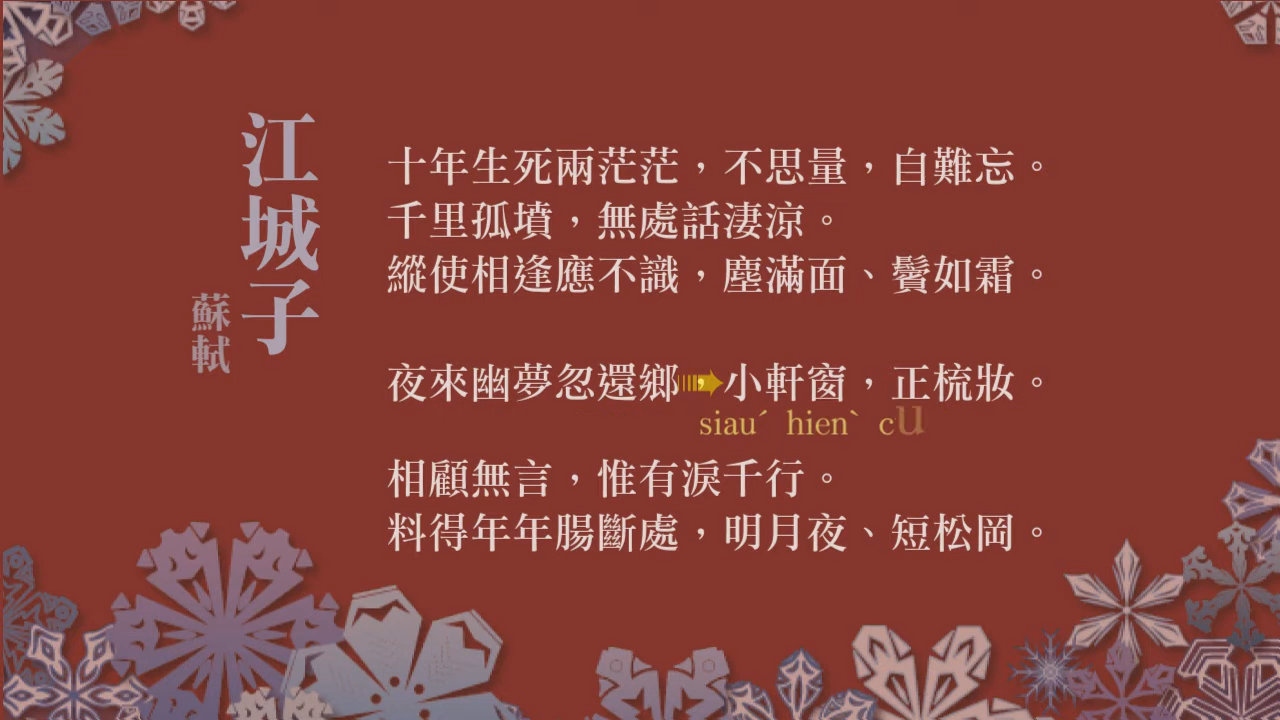 江城子
蘇軾
十年生死兩茫茫，不思量，自難忘。
千里孤墳，無處話淒涼。
縱使相逢應不識，塵滿面、鬢如霜。
夜來幽夢忽還鄉，小軒窗，正梳妝。
siauˊ hienˋ cu
相顧無言，惟有淚千行。
料得年年腸斷處，明月夜、短松岡。